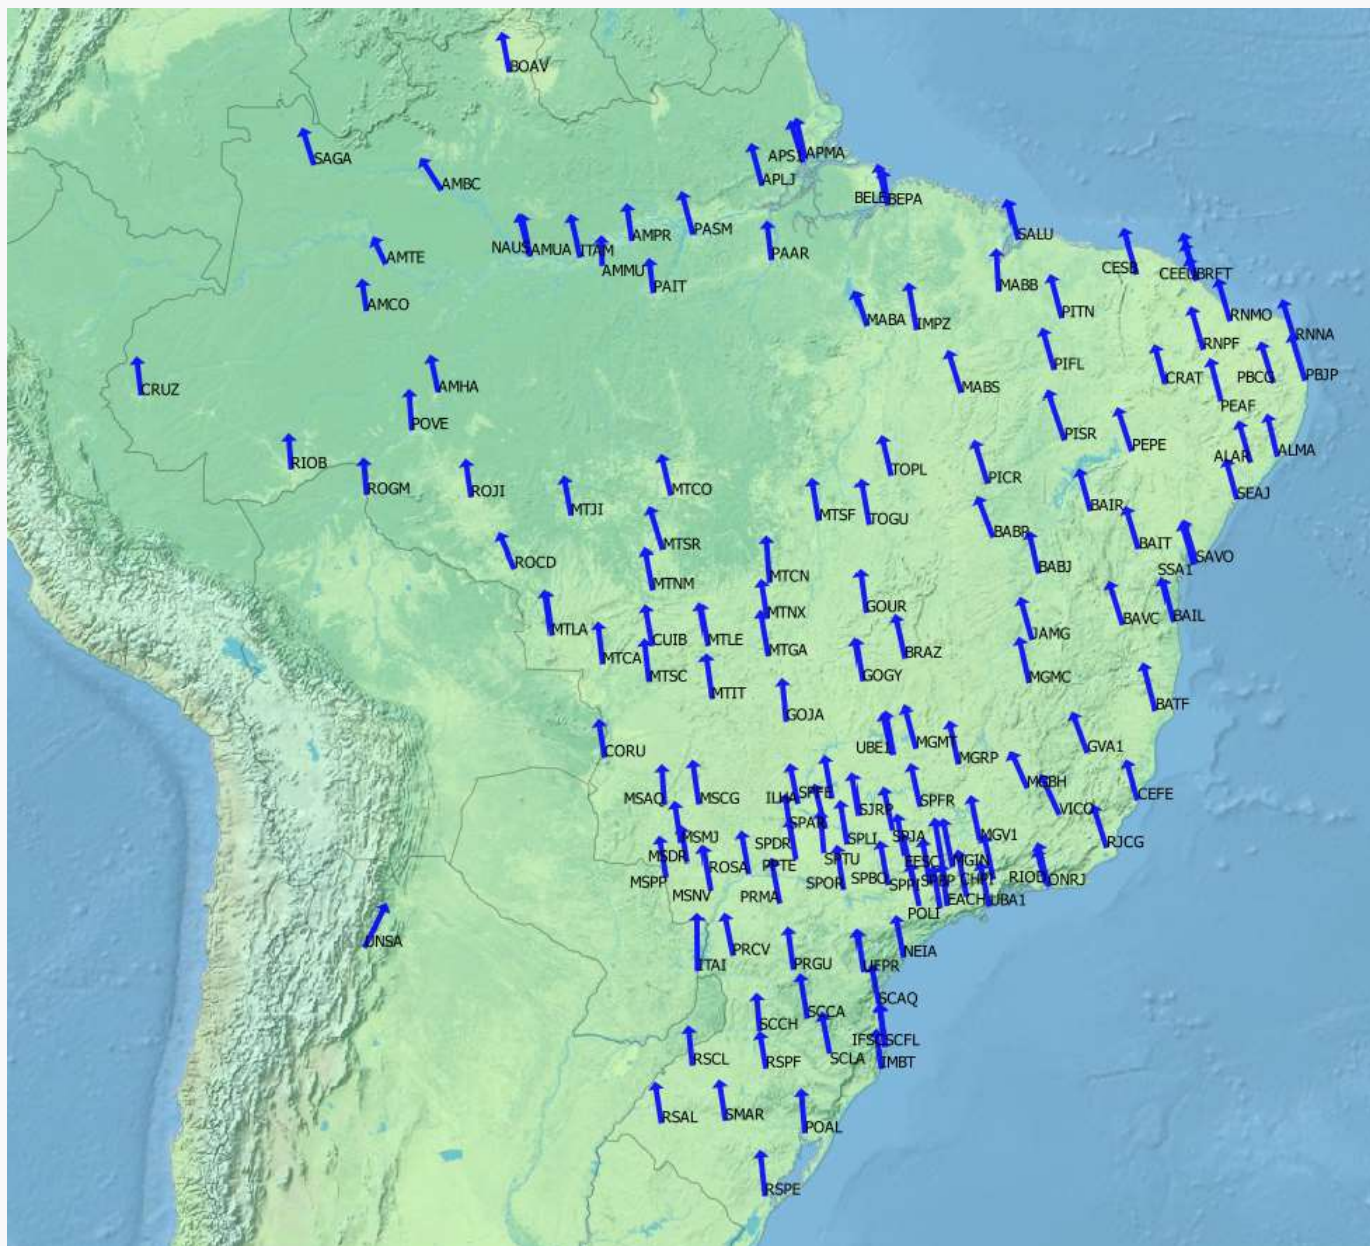 BOAV
SAGA
APS1
APMA
AMBC
APLJ
BELE
BEPA
AMPR
PASM
SALU
NAUS
AMUA
ITAM
AMTE
AMMU
PAAR
CESB
CEEU
BRFT
PAIT
MABB
AMCO
PITN
RNMO
MABA
IMPZ
RNNA
RNPF
PIFL
CRUZ
AMHA
MABS
CRAT
PBCG
PBJP
PEAF
POVE
PISR
PEPE
ALAR
ALMA
RIOB
TOPL
PICR
ROGM
ROJI
MTCO
SEAJ
MTJI
MTSF
TOGU
BAIR
MTSR
BABR
BAIT
SAVO
ROCD
MTNM
MTCN
BABJ
SSA1
MTNX
GOUR
MTLA
CUIB
MTLE
JAMG
BAVC
BAIL
MTCA
MTGA
BRAZ
MTSC
GOGY
MGMC
MTIT
BATF
GOJA
CORU
UBE1
MGMT
GVA1
MGRP
MGBH
MSAQ
MSCG
ILHA
SPFE
SJRP
SPFR
VICO
CEFE
MSMJ
SPAR
SPLI
SPJA
MGV1
RJCG
SPDR
MSDR
ROSA
PPTE
SPTU
EESC
MGIN
MSPP
MSNV
PRMA
SPOR
SPBO
SPPI
SPBP
CHPI
RIOD
ONRJ
POLI
EACH
UBA1
UNSA
PRCV
NEIA
ITAI
PRGU
UFPR
SCAQ
SCCA
SCCH
IFSC
SCFL
RSCL
RSPF
SCLA
IMBT
RSAL
SMAR
POAL
RSPE